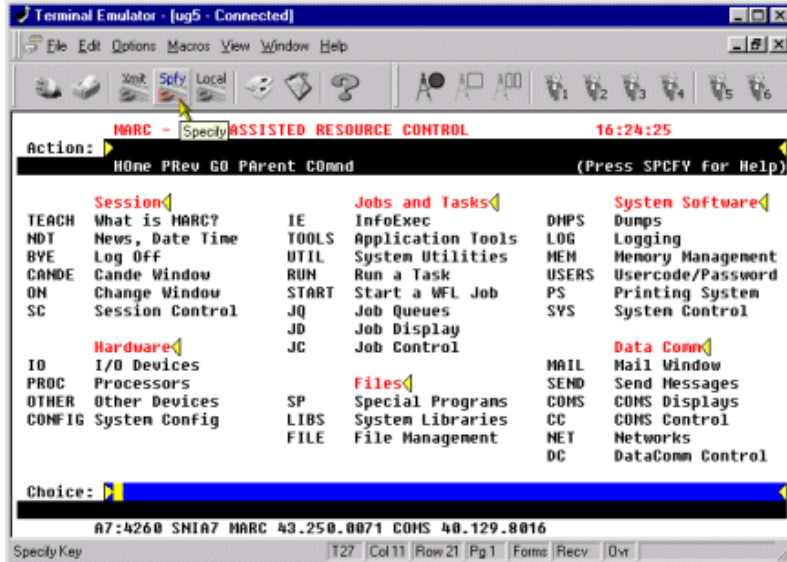 Terminal Emulator - [ug5 - Connected]
File Edit Options Macros View Window Help
Xmit Spfy Local 1 2 3 4 5 6
MARC - ASSISTED RESOURCE CONTROL 16:24:25
Specify
Action:
HOme PRev GO PArent COmnd (Press SPCFY for Help)
Session Jobs and Tasks System Software
TEACH What is MARC? IE InfoExec DMPS Dumps
NDT News, Date Time TOOLS Application Tools LOG Logging
BYE Log Off UTIL System Utilities MEM Memory Management
CANDE Cande Window RUN Run a Task USERS Usercode/Password
ON Change Window START Start a WFL Job PS Printing System
SC Session Control JQ Job Queues SYS System Control
JD Job Display
Hardware JC Job Control Data Comm
IO I/O Devices MAIL Mail Window
PROC Processors Files SEND Send Messages
OTHER Other Devices SP Special Programs COMS COMS Displays
CONFIG System Config LIBS System Libraries CC COMS Control
FILE File Management NET Networks
DC DataComm Control
Choice:
A7:4260 SNIA7 MARC 43.250.0071 COMS 40.129.8016
Specify Key T27 Col 11 Row 21 Pg 1 Forms Recv Ovr